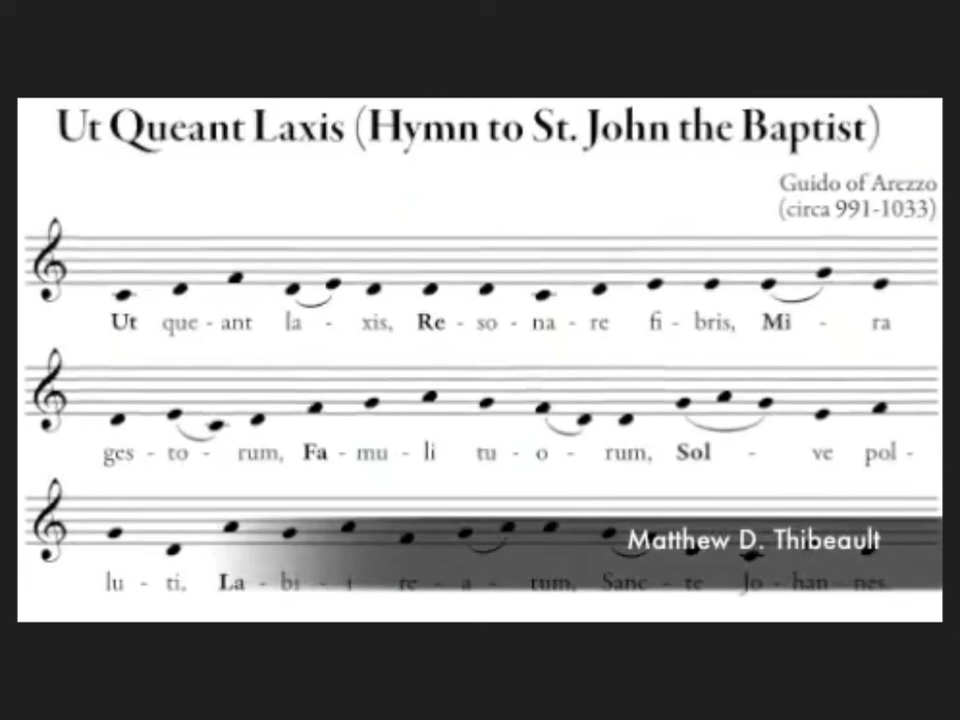 Ut Queant Laxis (Hymn to St. John the Baptist)
Guido of Arezzo
(circa 991-1033)
Ut que - ant la - xis, Re - so - na - re fi - bris, Mi - ra
ges - to - rum, Fa - mu - li tu - o - rum, Sol - ve pol -
lu - ti, La - bi - i re - a - tum, Sanc - te Jo - han - nes.
Matthew D. Thibeault